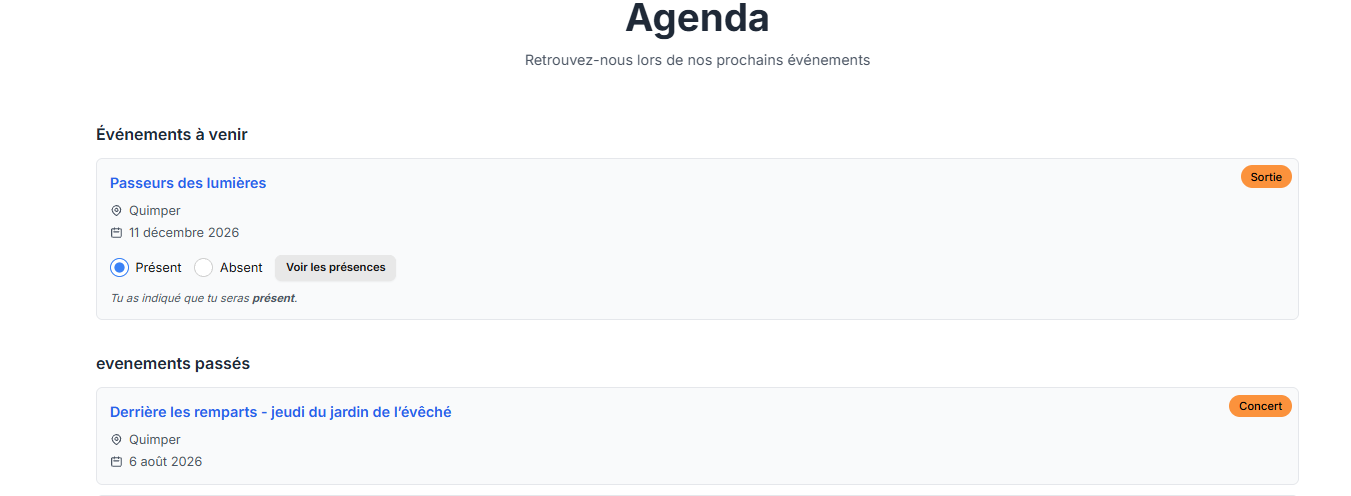 Agenda
Retrouvez-nous lors de nos prochains événements
Événements à venir
Passeurs des lumières
Sortie
Quimper
11 décembre 2026
Présent Absent Voir les présences
Tu as indiqué que tu seras présent.
evenements passés
Derrière les remparts - jeudi du jardin de l’évêché
Concert
Quimper
6 août 2026